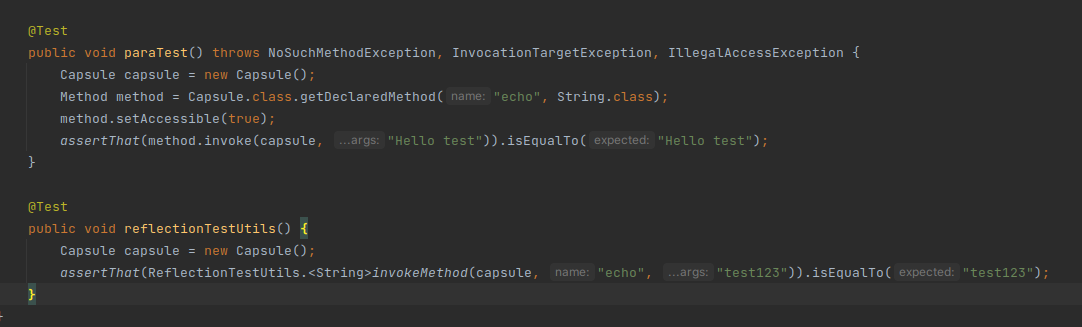 @Test
public void paraTest() throws NoSuchMethodException, InvocationTargetException, IllegalAccessException {
Capsule capsule = new Capsule();
Method method = Capsule.class.getDeclaredMethod( name: "echo", String.class);
method.setAccessible(true);
assertThat(method.invoke(capsule, ...args: "Hello test")).isEqualTo( expected: "Hello test");
}
@Test
public void reflectionTestUtils() {
Capsule capsule = new Capsule();
assertThat(ReflectionTestUtils.<String>invokeMethod(capsule, name: "echo", ...args: "test123")).isEqualTo( expected: "test123");
}